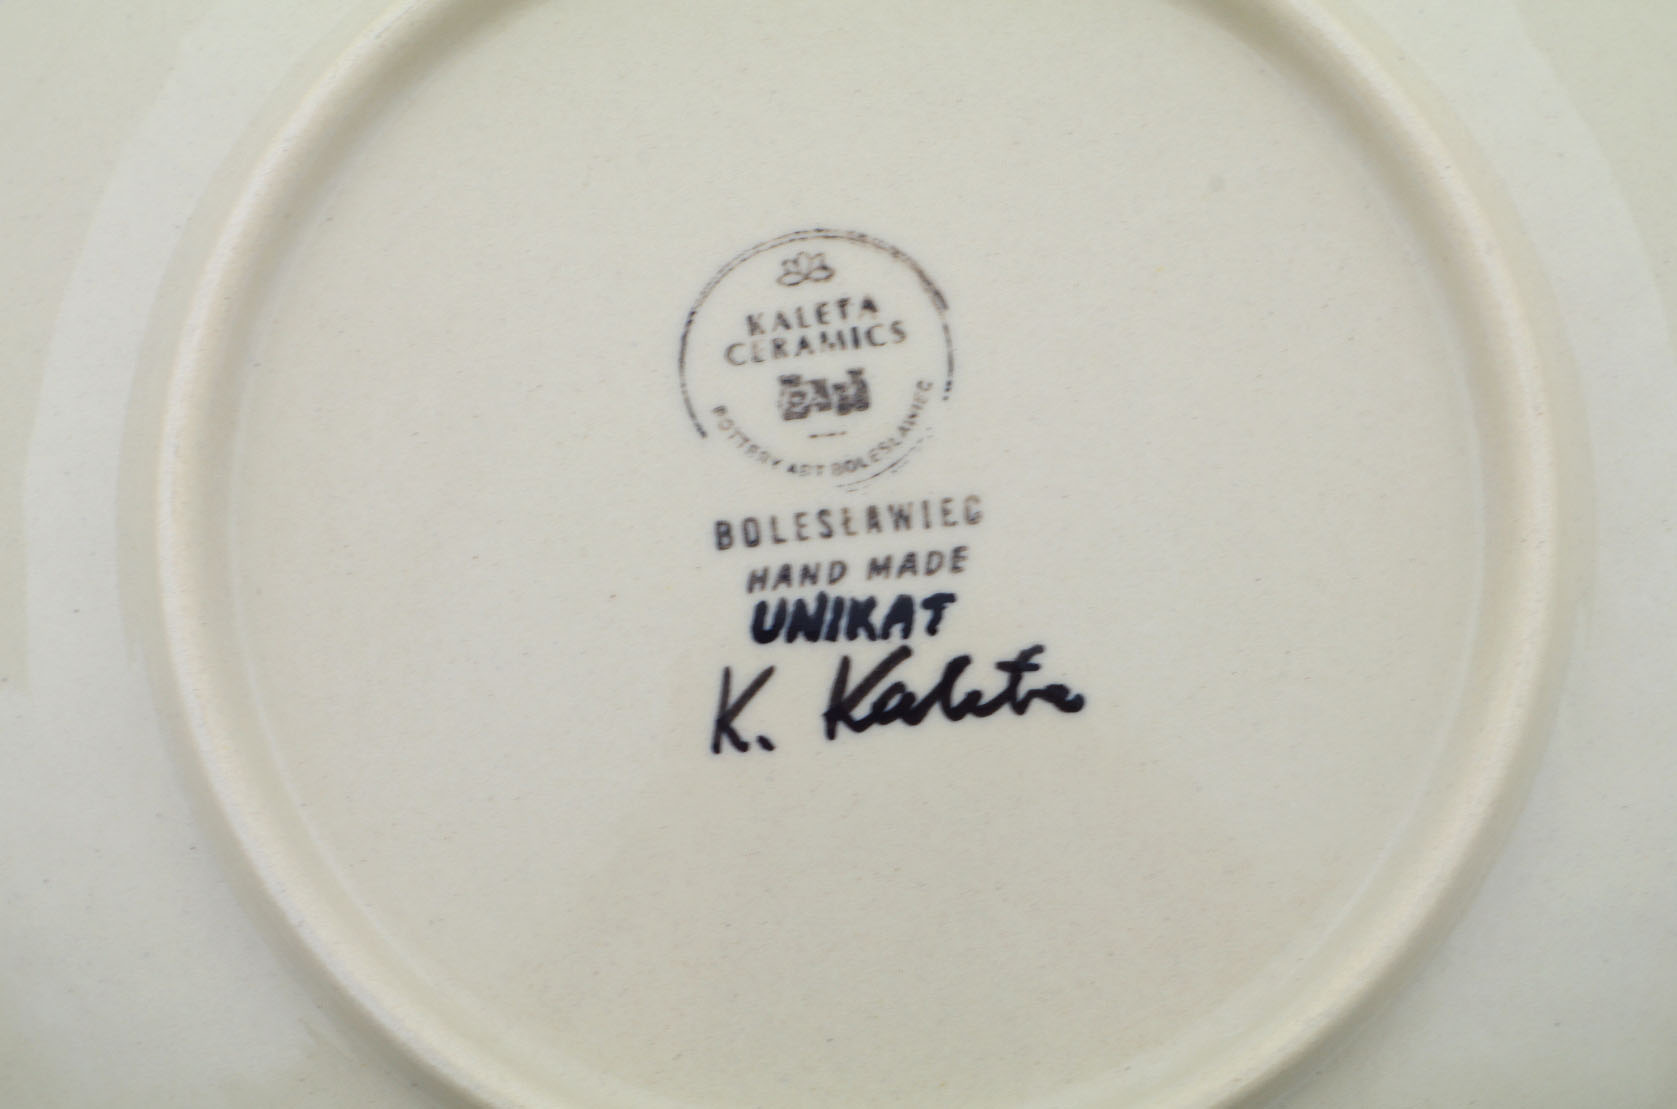 KALETA
CERAMICS
POTTERY ART BOLESŁAWIEC
BOLESŁAWIEC
HAND MADE
UNIKAT
K. Kaleta